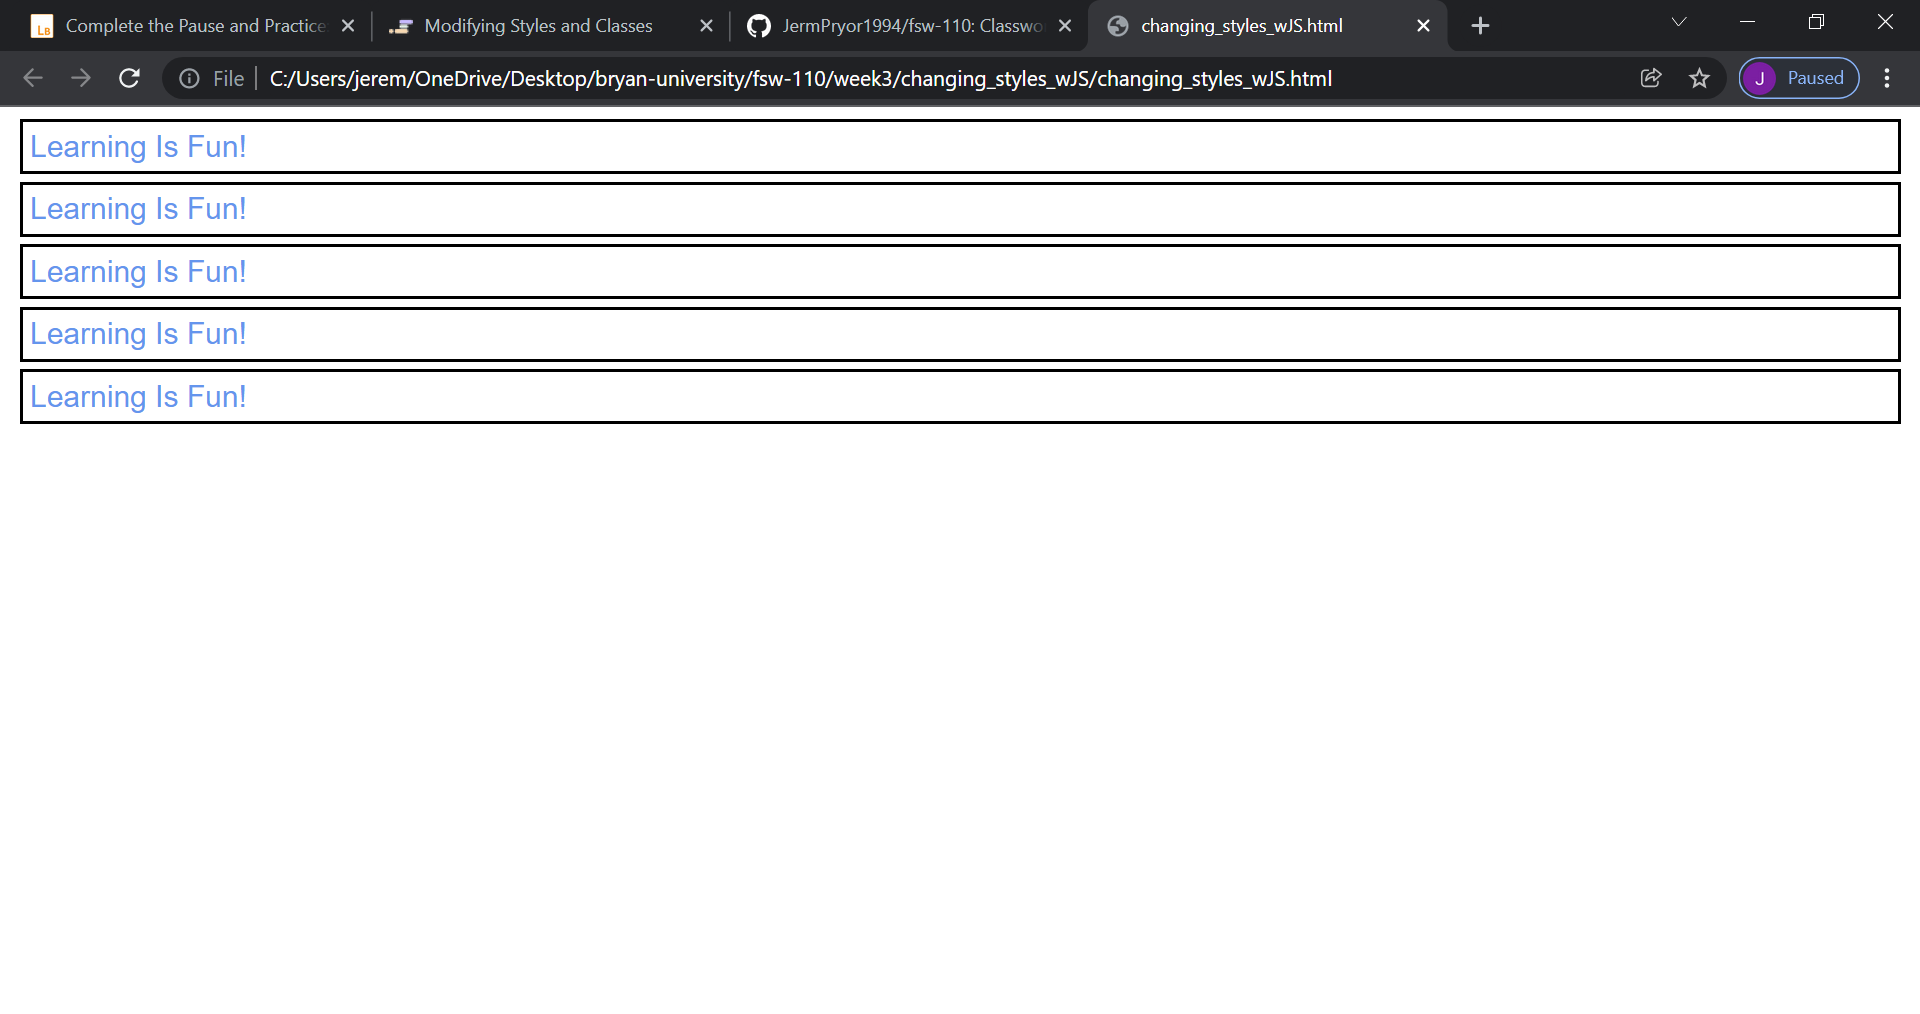 LB Complete the Pause and Practice
Modifying Styles and Classes
JermPryor1994/fsw-110: Classwo
changing_styles_wJS.html
File C:/Users/jerem/OneDrive/Desktop/bryan-university/fsw-110/week3/changing_styles_wJS/changing_styles_wJS.html
J Paused
Learning Is Fun!
Learning Is Fun!
Learning Is Fun!
Learning Is Fun!
Learning Is Fun!